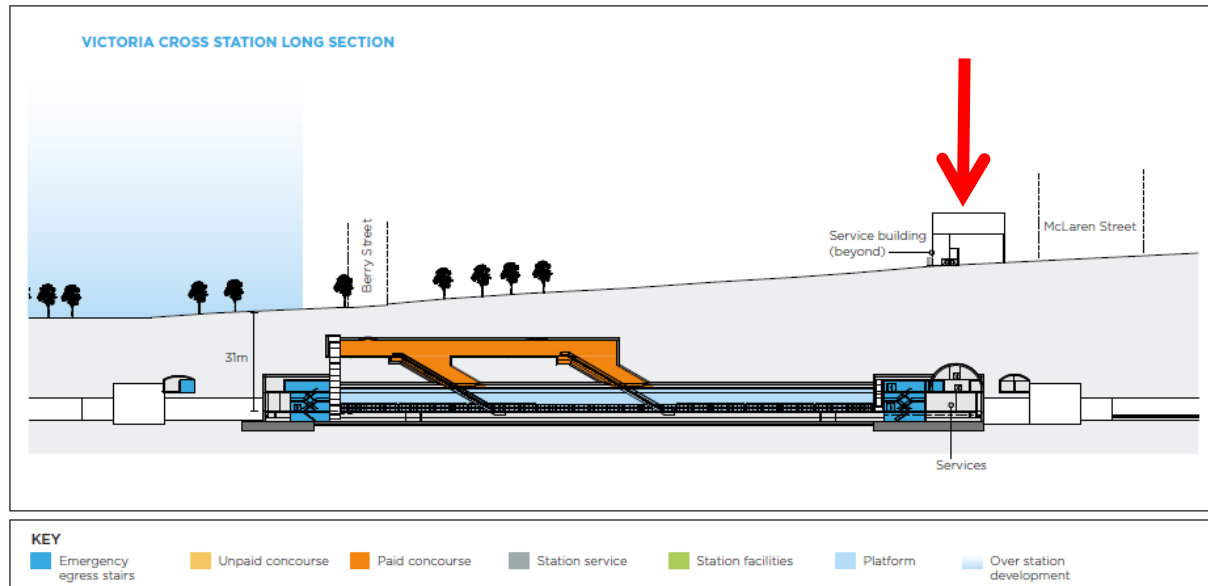 VICTORIA CROSS STATION LONG SECTION
Berry Street
McLaren Street
Service building
(beyond)
31m
Services
KEY
Emergency
egress stairs
Unpaid concourse
Paid concourse
Station service
Station facilities
Platform
Over station
development